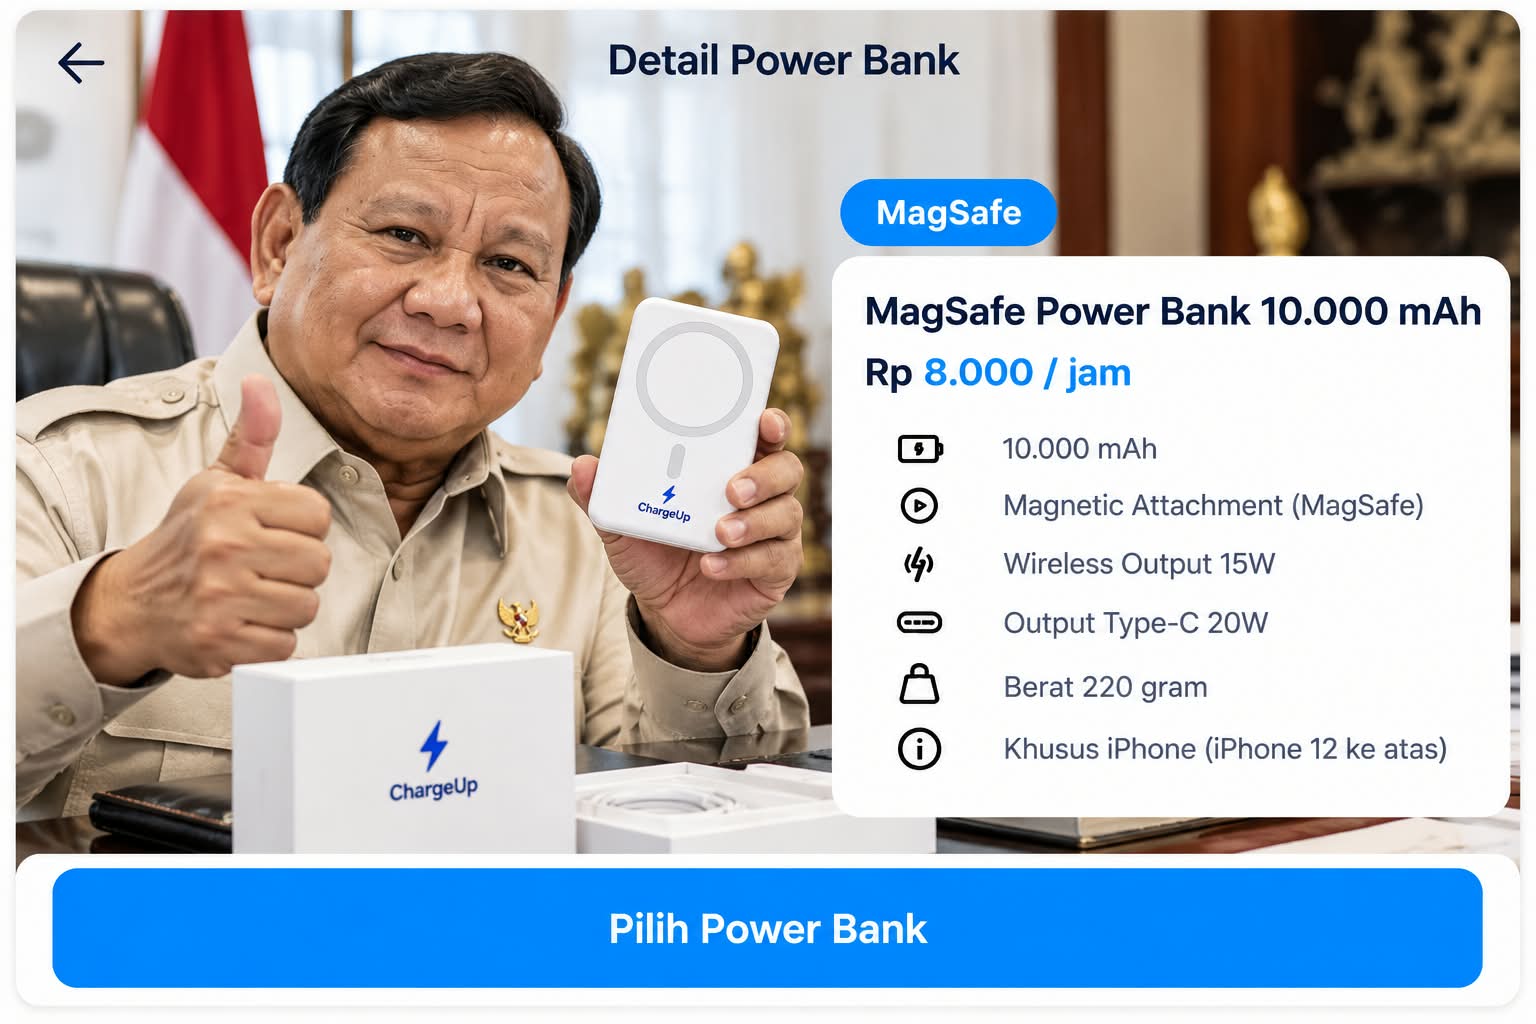 Detail Power Bank
MagSafe
MagSafe Power Bank 10.000 mAh
Rp 8.000 / jam
10.000 mAh
Magnetic Attachment (MagSafe)
Wireless Output 15W
Output Type-C 20W
Berat 220 gram
Khusus iPhone (iPhone 12 ke atas)
ChargeUp
ChargeUp
Pilih Power Bank